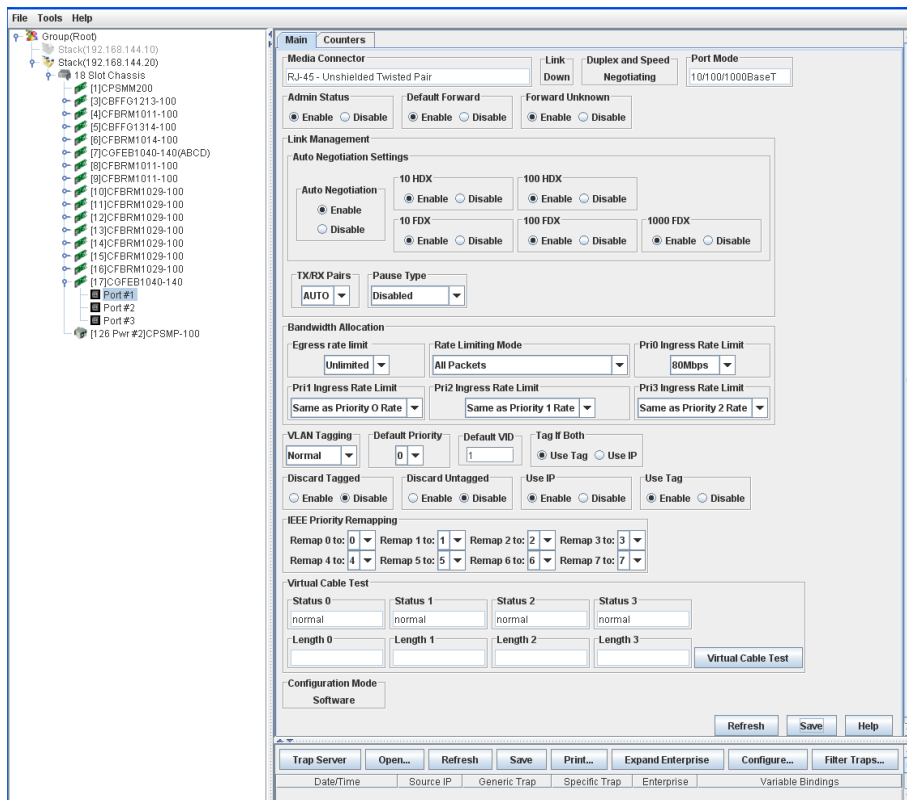 File Tools Help
Group(Root)
Stack(192.168.144.10)
Stack(192.168.144.20)
18 Slot Chassis
[1]CPSMM200
[3]CBFFG1213-100
[4]CFBRM1011-100
[5]CBFFG1314-100
[6]CFBRM1014-100
[7]CGFEB1040-140(ABCD)
[8]CFBRM1011-100
[9]CFBRM1011-100
[10]CFBRM1029-100
[11]CFBRM1029-100
[12]CFBRM1029-100
[13]CFBRM1029-100
[14]CFBRM1029-100
[15]CFBRM1029-100
[16]CFBRM1029-100
[17]CGFEB1040-140
Port #1
Port #2
Port #3
[126 Pwr #2]CPSMP-100
Main Counters
Media Connector Link Duplex and Speed Port Mode
RJ-45 - Unshielded Twisted Pair Down Negotiating 10/100/1000BaseT
Admin Status Default Forward Forward Unknown
Enable Disable Enable Disable Enable Disable
Link Management
Auto Negotiation Settings
Auto Negotiation 10 HDX 100 HDX
Enable Enable Disable Enable Disable
Disable 10 FDX 100 FDX 1000 FDX
Enable Disable Enable Disable Enable Disable
TX/RX Pairs Pause Type
AUTO Disabled
Bandwidth Allocation
Egress rate limit Rate Limiting Mode Pri0 Ingress Rate Limit
Unlimited All Packets 80Mbps
Pri1 Ingress Rate Limit Pri2 Ingress Rate Limit Pri3 Ingress Rate Limit
Same as Priority O Rate Same as Priority 1 Rate Same as Priority 2 Rate
VLAN Tagging Default Priority Default VID Tag If Both
Normal 0 1 Use Tag Use IP
Discard Tagged Discard Untagged Use IP Use Tag
Enable Disable Enable Disable Enable Disable Enable Disable
IEEE Priority Remapping
Remap 0 to: 0 Remap 1 to: 1 Remap 2 to: 2 Remap 3 to: 3
Remap 4 to: 4 Remap 5 to: 5 Remap 6 to: 6 Remap 7 to: 7
Virtual Cable Test
Status 0 Status 1 Status 2 Status 3
normal normal normal normal
Length 0 Length 1 Length 2 Length 3
Virtual Cable Test
Configuration Mode
Software
Refresh Save Help
Trap Server Open... Refresh Save Print... Expand Enterprise Configure... Filter Traps...
Date/Time Source IP Generic Trap Specific Trap Enterprise Variable Bindings